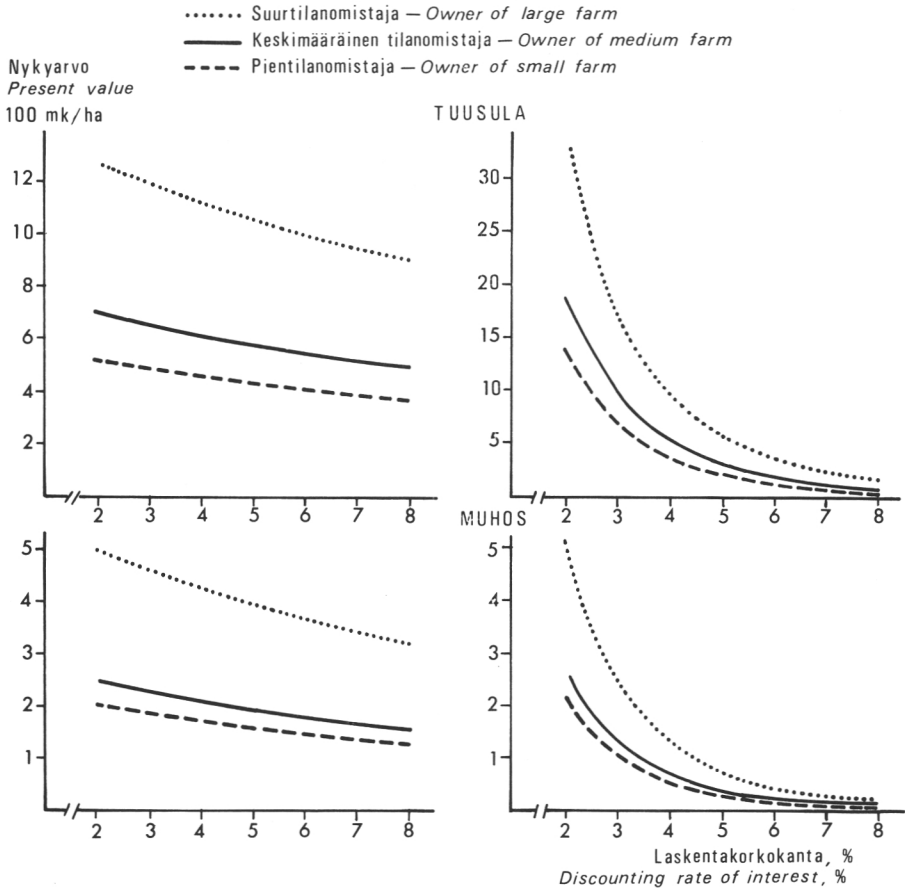 Suurtilanomistaja — Owner of large farm
Keskimääräinen tilanomistaja — Owner of medium farm
Nykyarvo
Pientilanomistaja — Owner of small farm
Present value
100 mk/ha
TUUSULA
12
10
8
6
4
2
2 3 4 5 6 7 8
30
25
20
15
10
5
2 3 4 5 6 7 8
MUHOS
5
4
3
2
1
2 3 4 5 6 7 8
5
4
3
2
1
2 3 4 5 6 7 8
Laskentakorkokanta, %
Discounting rate of interest, %